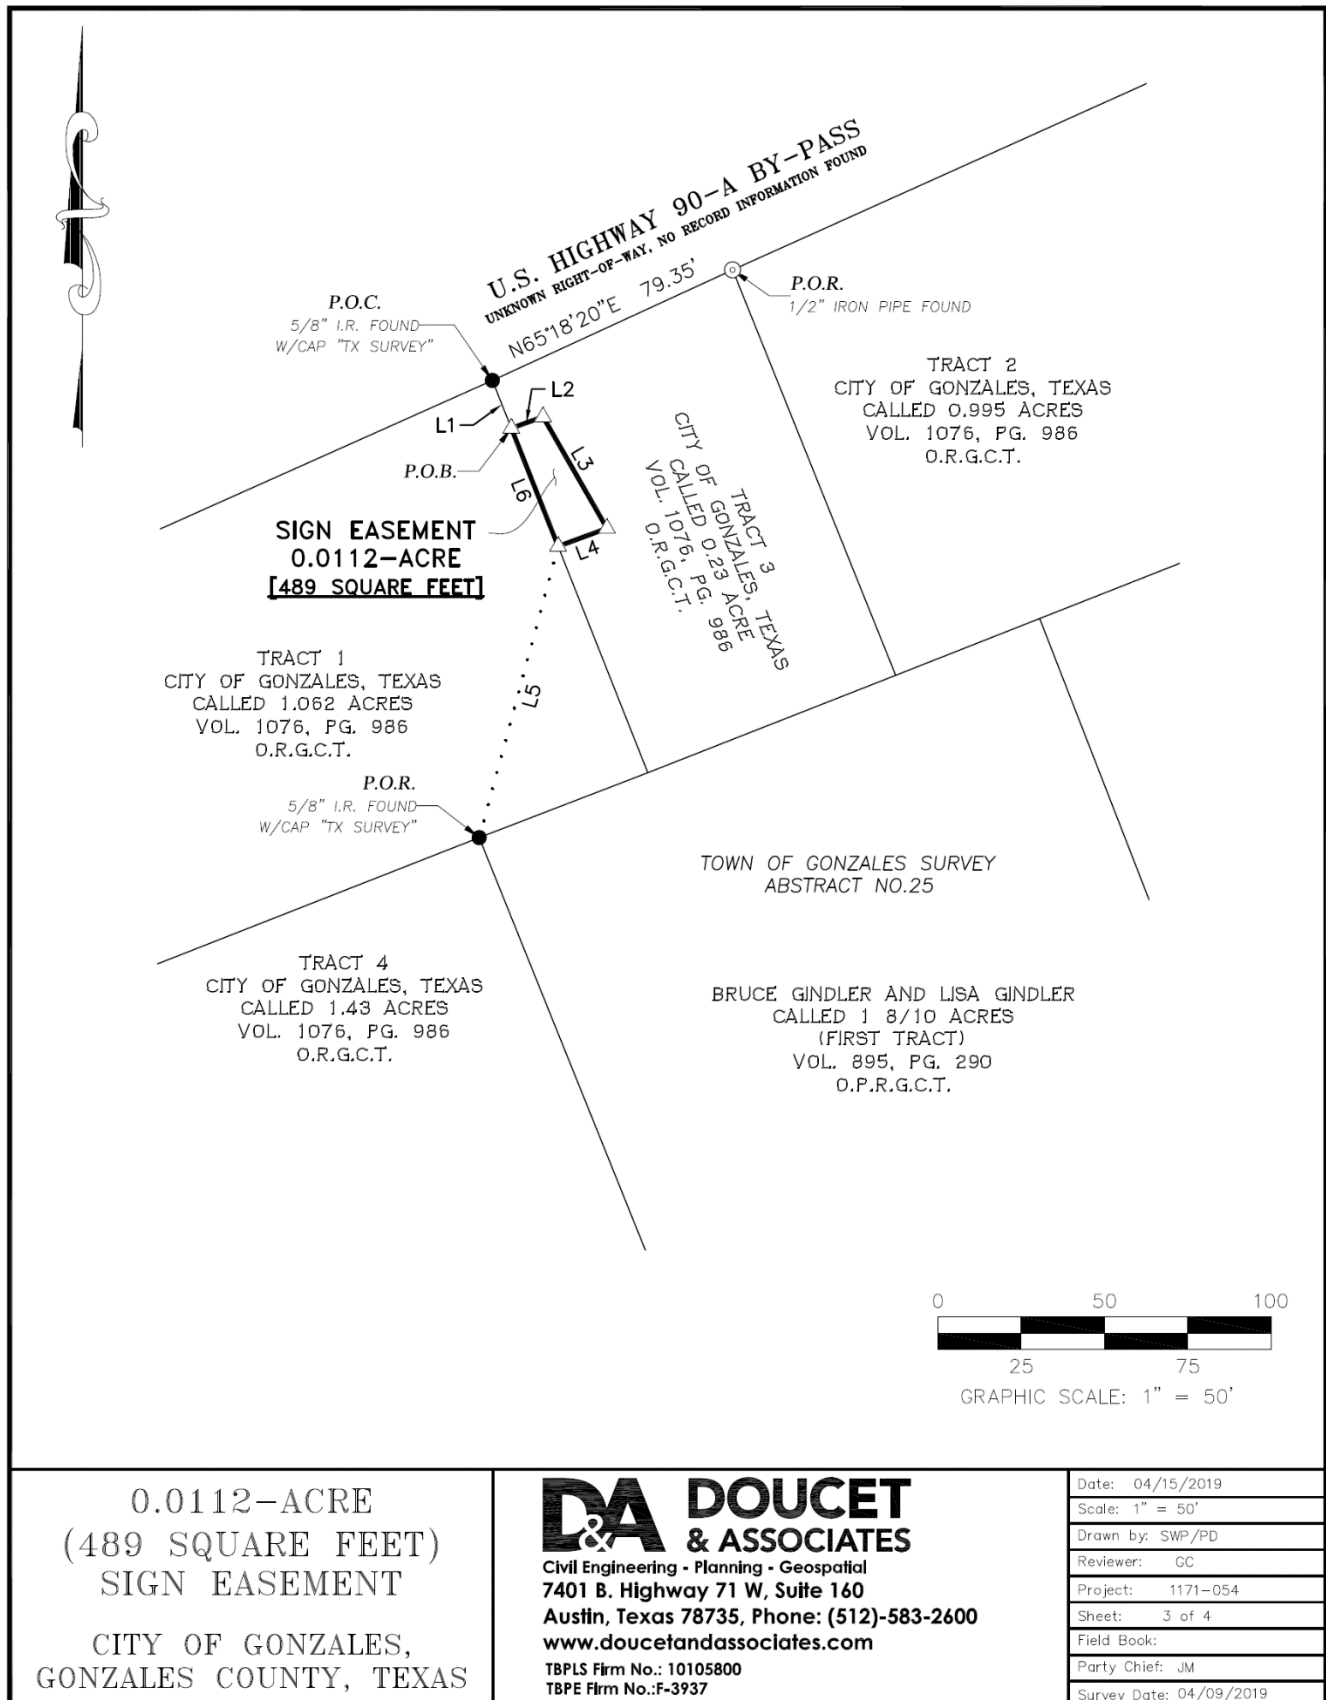 U.S. HIGHWAY 90-A BY-PASS
UNKNOWN RIGHT-OF-WAY, NO RECORD INFORMATION FOUND
N65°18'20"E 79.35'
P.O.C.
5/8" I.R. FOUND
W/CAP "TX SURVEY"
P.O.R.
1/2" IRON PIPE FOUND
TRACT 2
CITY OF GONZALES, TEXAS
CALLED 0.995 ACRES
VOL. 1076, PG. 986
O.R.G.C.T.
L1
L2
P.O.B.
L3
L6
L4
SIGN EASEMENT
0.0112-ACRE
[489 SQUARE FEET]
TRACT 3
CITY OF GONZALES, TEXAS
CALLED 0.23 ACRE
VOL. 1076, PG. 986
O.R.G.C.T.
TRACT 1
CITY OF GONZALES, TEXAS
CALLED 1.062 ACRES
VOL. 1076, PG. 986
O.R.G.C.T.
L5
P.O.R.
5/8" I.R. FOUND
W/CAP "TX SURVEY"
TOWN OF GONZALES SURVEY
ABSTRACT NO.25
TRACT 4
CITY OF GONZALES, TEXAS
CALLED 1.43 ACRES
VOL. 1076, PG. 986
O.R.G.C.T.
BRUCE GINDLER AND LISA GINDLER
CALLED 1 8/10 ACRES
(FIRST TRACT)
VOL. 895, PG. 290
O.P.R.G.C.T.
0 50 100
25 75
GRAPHIC SCALE: 1" = 50'
0.0112-ACRE
(489 SQUARE FEET)
SIGN EASEMENT
CITY OF GONZALES,
GONZALES COUNTY, TEXAS
D&A DOUCET
& ASSOCIATES
Civil Engineering - Planning - Geospatial
7401 B. Highway 71 W, Suite 160
Austin, Texas 78735, Phone: (512)-583-2600
www.doucetandassociates.com
TBPLS Firm No.: 10105800
TBPE Firm No.:F-3937
Date: 04/15/2019
Scale: 1" = 50'
Drawn by: SWP/PD
Reviewer: GC
Project: 1171-054
Sheet: 3 of 4
Field Book:
Party Chief: JM
Survey Date: 04/09/2019